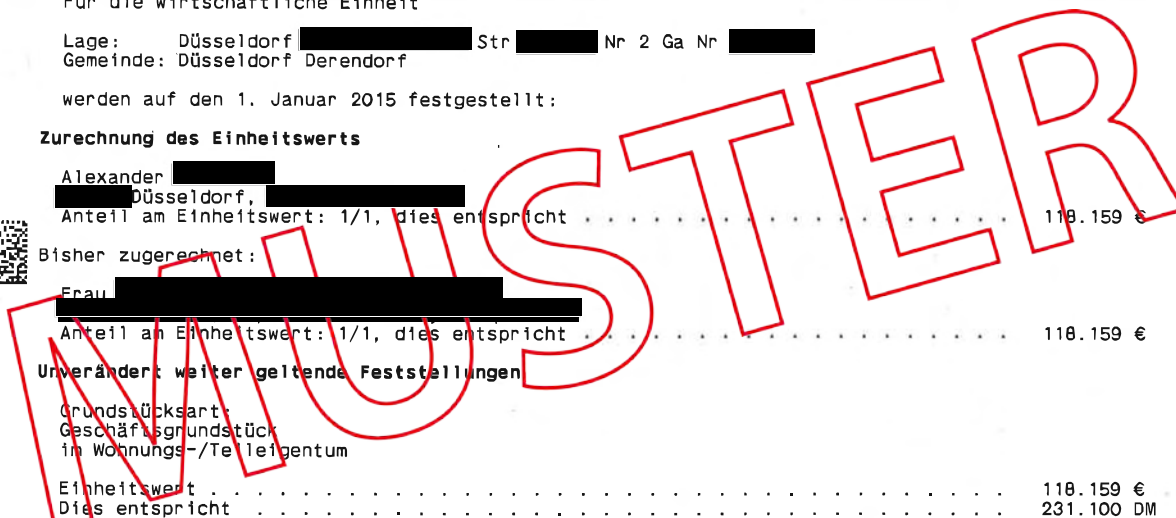 Für die wirtschaftliche Einheit
Lage: Düsseldorf Str Nr 2 Ga Nr
Gemeinde: Düsseldorf Derendorf
werden auf den 1. Januar 2015 festgestellt:
Zurechnung des Einheitswerts
Alexander
Düsseldorf,
Anteil am Einheitswert: 1/1, dies entspricht . . . . . . . . . . . . . . . . . . 118.159 €
Bisher zugerechnet:
Frau
Anteil am Einheitswert: 1/1, dies entspricht . . . . . . . . . . . . . . . . . . 118.159 €
Unverändert weiter geltende Feststellungen
Grundstücksart:
Geschäftsgrundstück
im Wohnungs-/Teileigentum
Einheitswert . . . . . . . . . . . . . . . . . . . . . . . . . . . . . . . . . 118.159 €
Dies entspricht . . . . . . . . . . . . . . . . . . . . . . . . . . . . . . . 231.100 DM
MUSTER